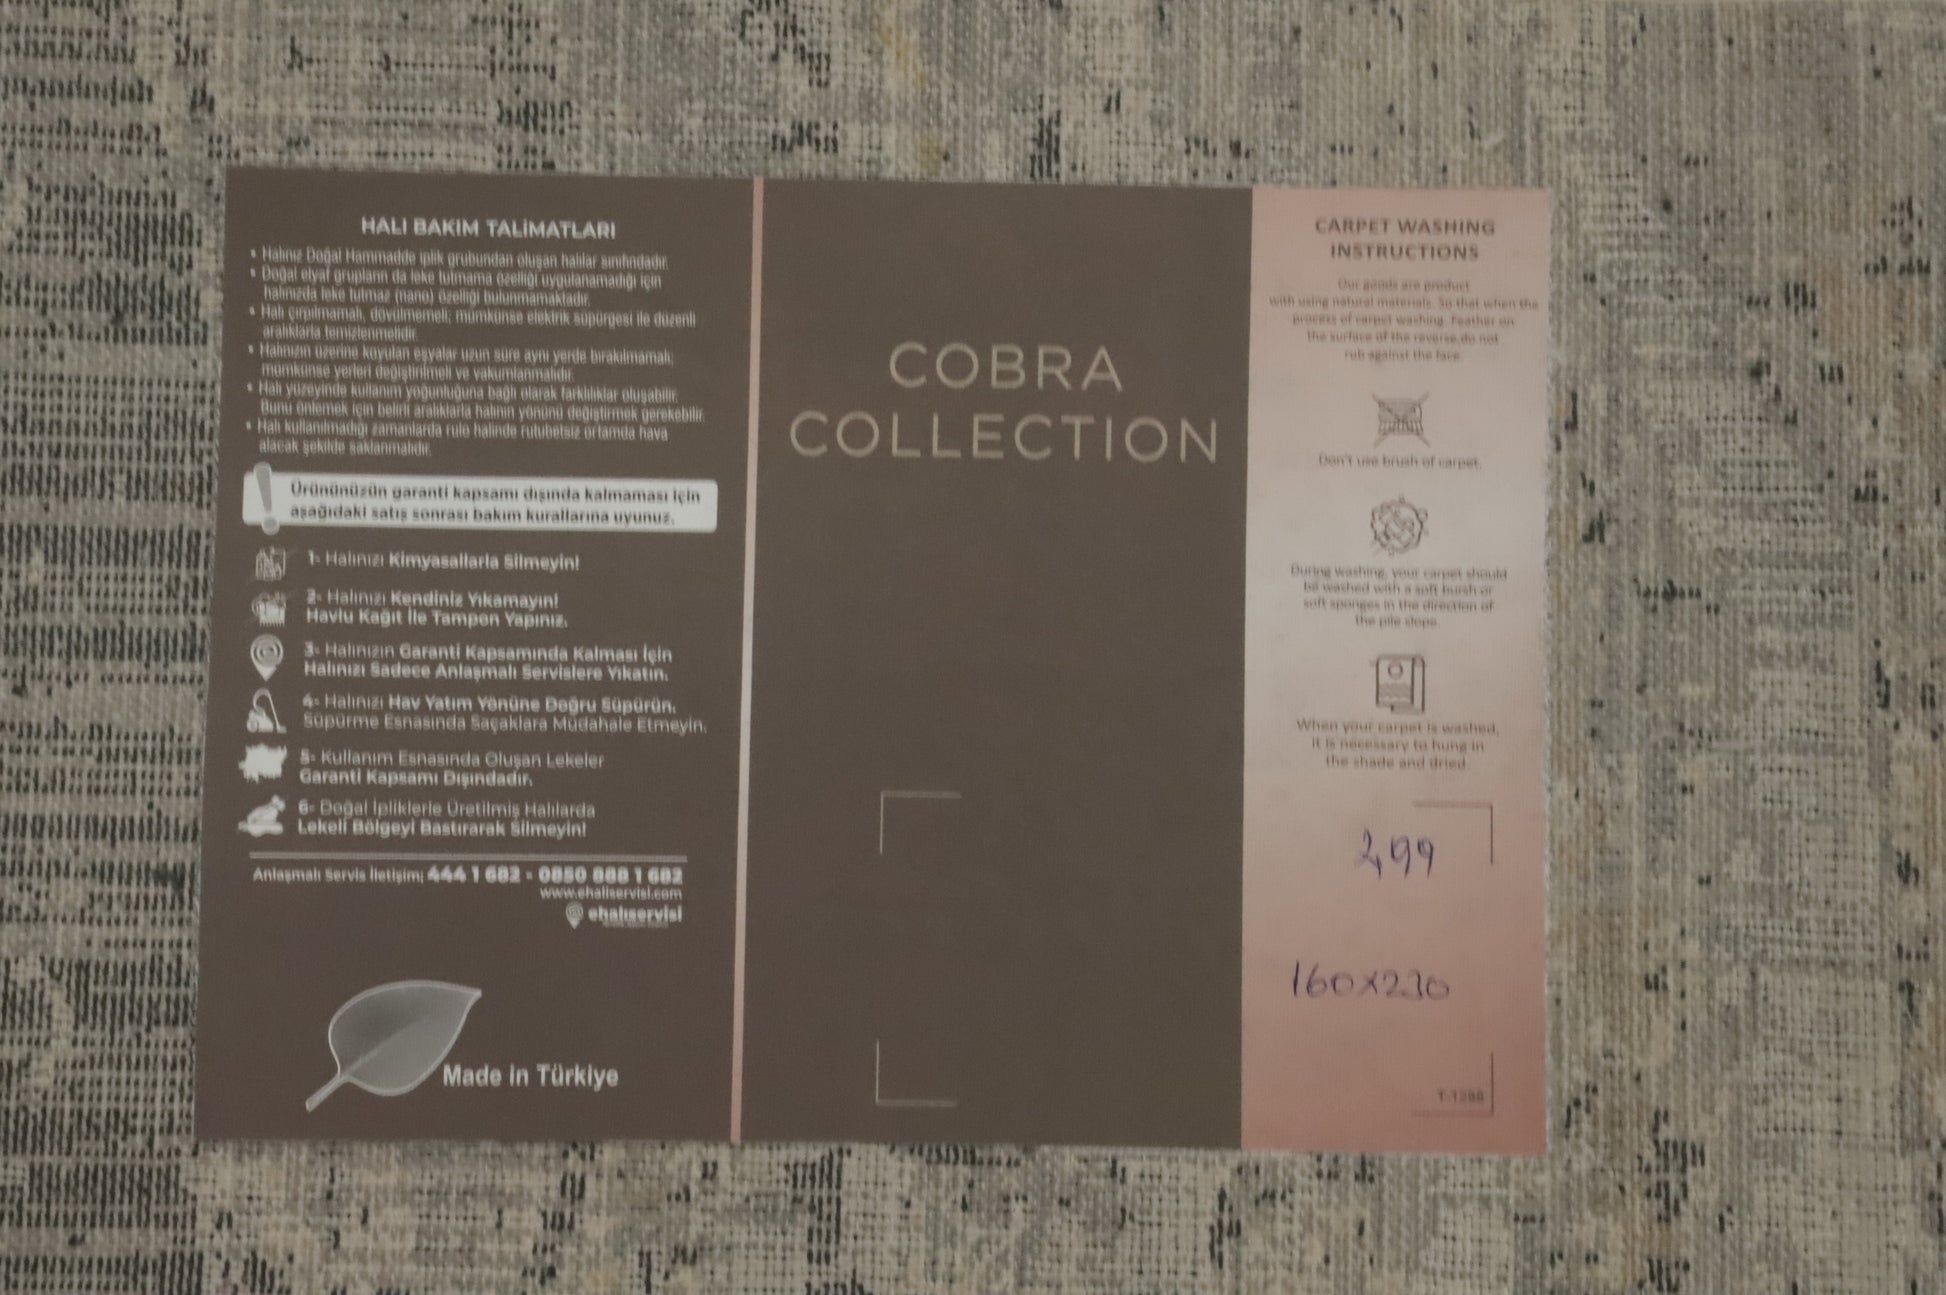 HALI BAKIM TALİMATLARI
• Halınız Doğal Hammadde iplik grubundan oluşan halılar sınıfındadır.
• Doğal elyaf grupların da leke tutmama özelliği uygulanamadığı için
halınızda leke tutmaz (nano) özelliği bulunmamaktadır.
• Halı çırpılmamalı, dövülmemeli; mümkünse elektrik süpürgesi ile düzenli
aralıklarla temizlenmelidir.
• Halınızın üzerine koyulan eşyalar uzun süre aynı yerde bırakılmamalı,
mümkünse yerleri değiştirilmeli ve vakumlanmalıdır.
• Halı yüzeyinde kullanım yoğunluğuna bağlı olarak farklılıklar oluşabilir.
Bunu önlemek için belirli aralıklarla halının yönünü değiştirmek gerekebilir.
• Halı kullanılmadığı zamanlarda rulo halinde rutubetsiz ortamda hava
alacak şekilde saklanmalıdır.
Ürününüzün garanti kapsamı dışında kalmaması için
aşağıdaki satış sonrası bakım kurallarına uyunuz.
1- Halınızı Kimyasallarla Silmeyin!
2- Halınızı Kendiniz Yıkamayın!
Havlu Kağıt İle Tampon Yapınız.
3- Halınızın Garanti Kapsamında Kalması İçin
Halınızı Sadece Anlaşmalı Servislere Yıkatın.
4- Halınızı Hav Yatım Yönüne Doğru Süpürün.
Süpürme Esnasında Saçaklara Müdahale Etmeyin.
5- Kullanım Esnasında Oluşan Lekeler
Garanti Kapsamı Dışındadır.
6- Doğal İpliklerle Üretilmiş Halılarda
Lekeli Bölgeyi Bastırarak Silmeyin!
Anlaşmalı Servis İletişim; 444 1 682 - 0850 888 1 682
www.ehaliservisi.com
ehalıservisi
Made in Türkiye
COBRA
COLLECTION
CARPET WASHING
INSTRUCTIONS
Our goods are product
with using natural materials. So that when the
process of carpet washing. Feather on
the surface of the reverse,do not
rub against the face.
Don't use brush of carpet.
During washing, your carpet should
be washed with a soft bursh or
soft sponges in the direction of
the pile slope.
When your carpet is washed,
it is necessary to hung in
the shade and dried.
499
160x230